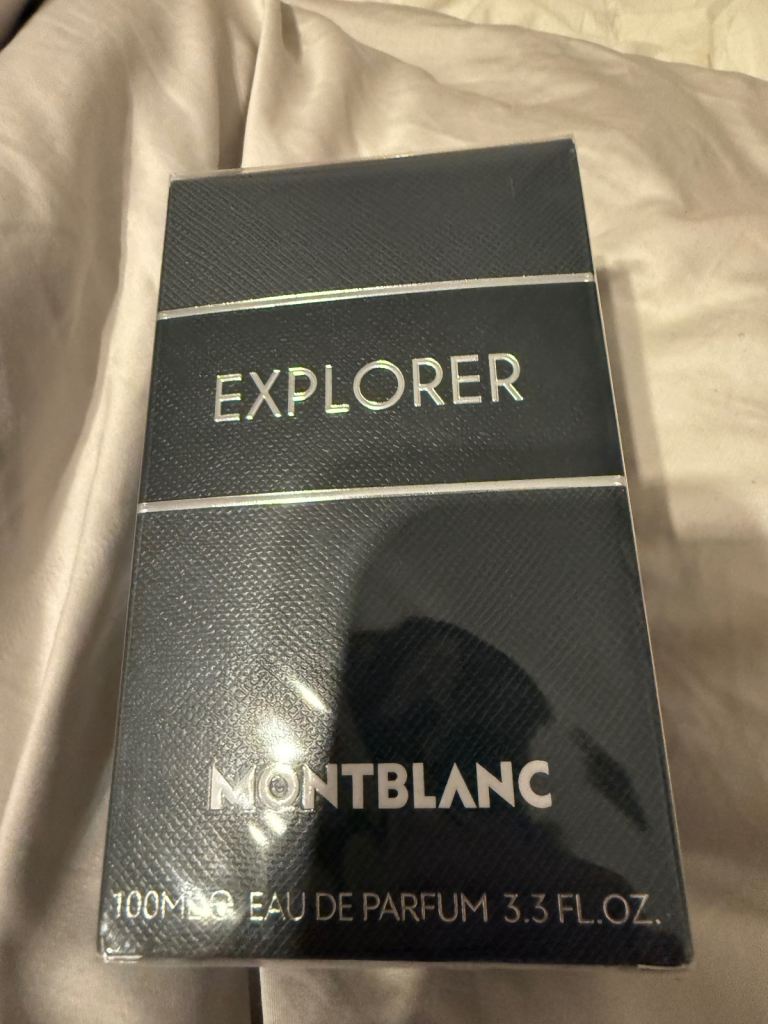 EXPLORER
MONTBLANC
100ML℮ EAU DE PARFUM 3.3 FL.OZ.